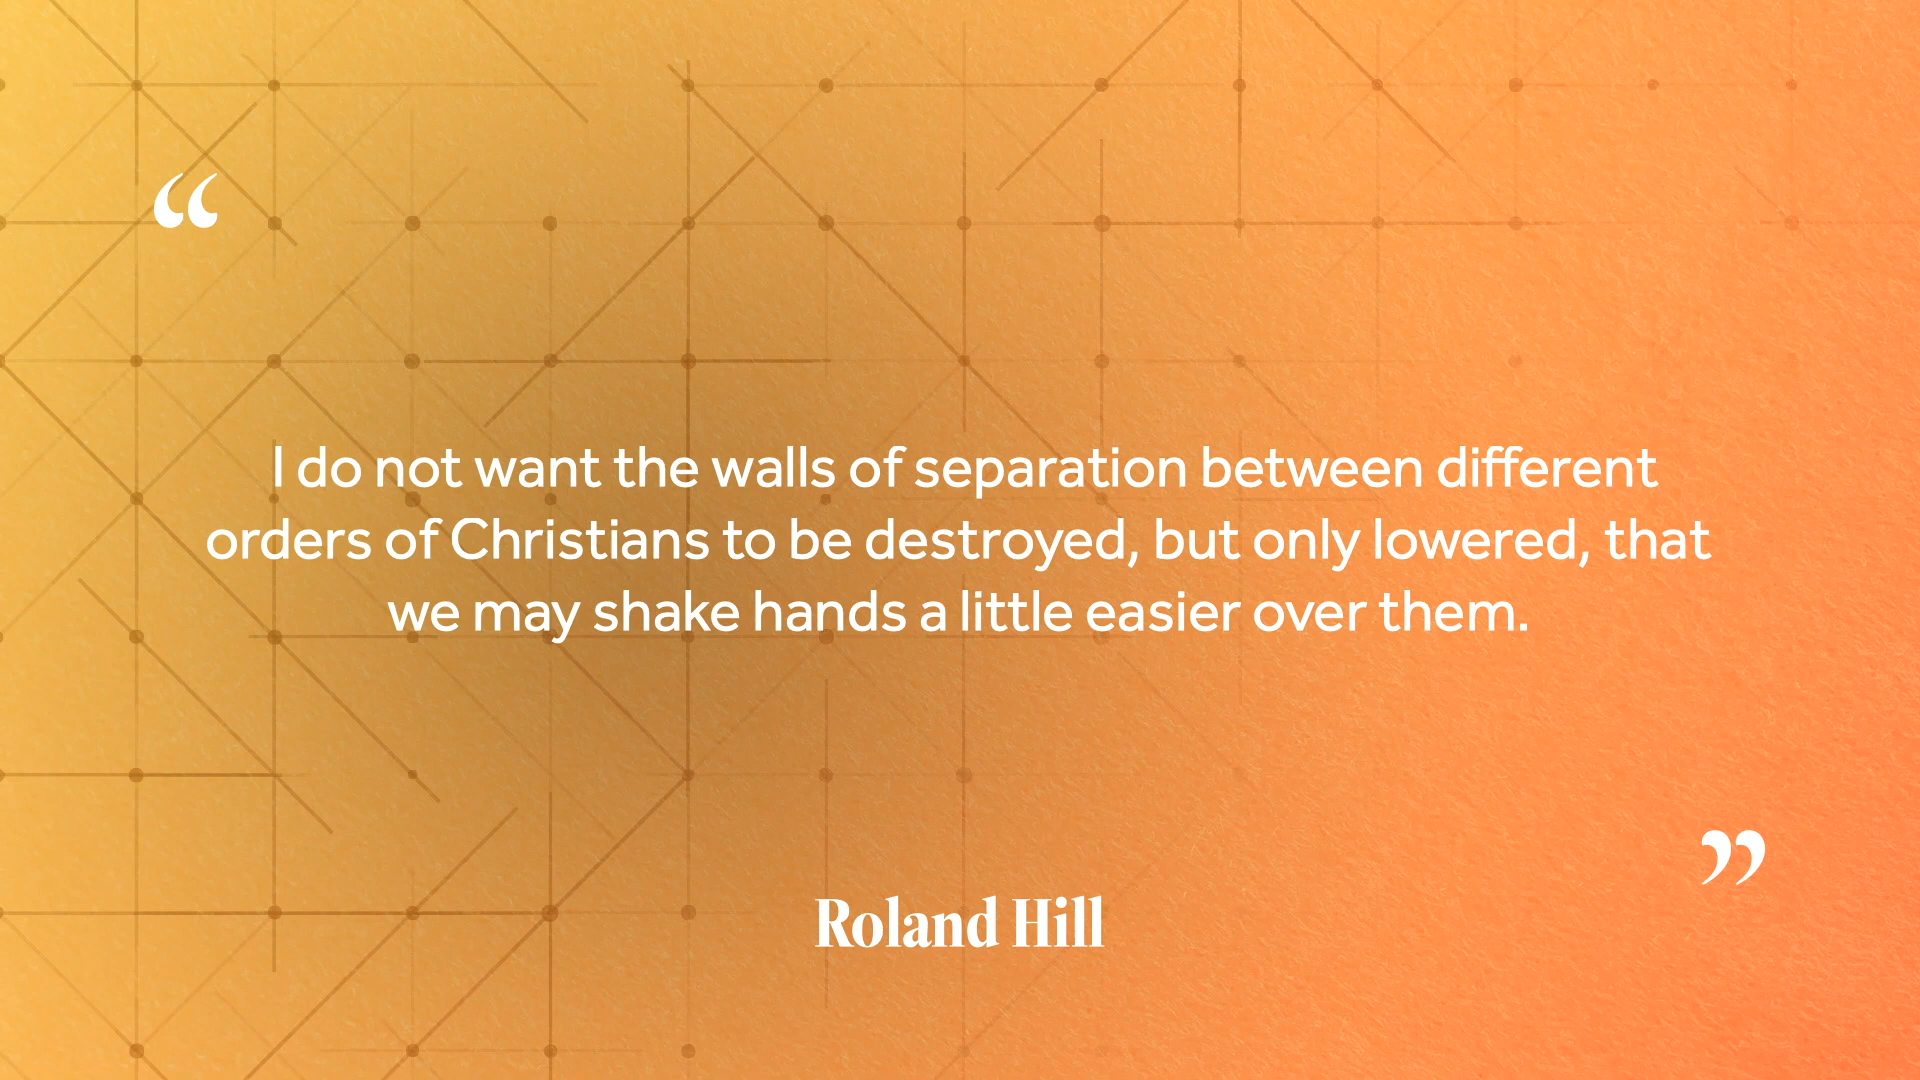 “
I do not want the walls of separation between different
orders of Christians to be destroyed, but only lowered, that
we may shake hands a little easier over them.
”
Roland Hill